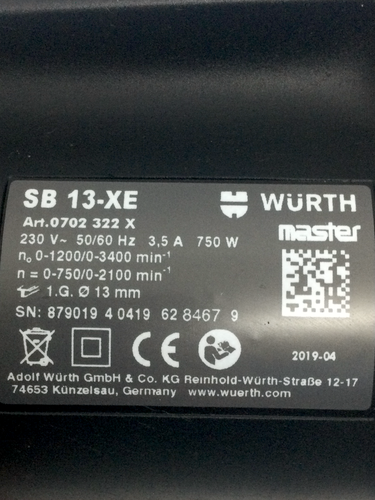 SB 13-XE
WÜRTH
Art.0702 322 X
master
230 V~ 50/60 Hz 3,5 A 750 W
n₀ 0-1200/0-3400 min⁻¹
n = 0-750/0-2100 min⁻¹
1.G. Ø 13 mm
SN: 879019 4 0419 62 8467 9
CE
2019-04
Adolf Würth GmbH & Co. KG Reinhold-Würth-Straße 12-17
74653 Künzelsau, Germany www.wuerth.com